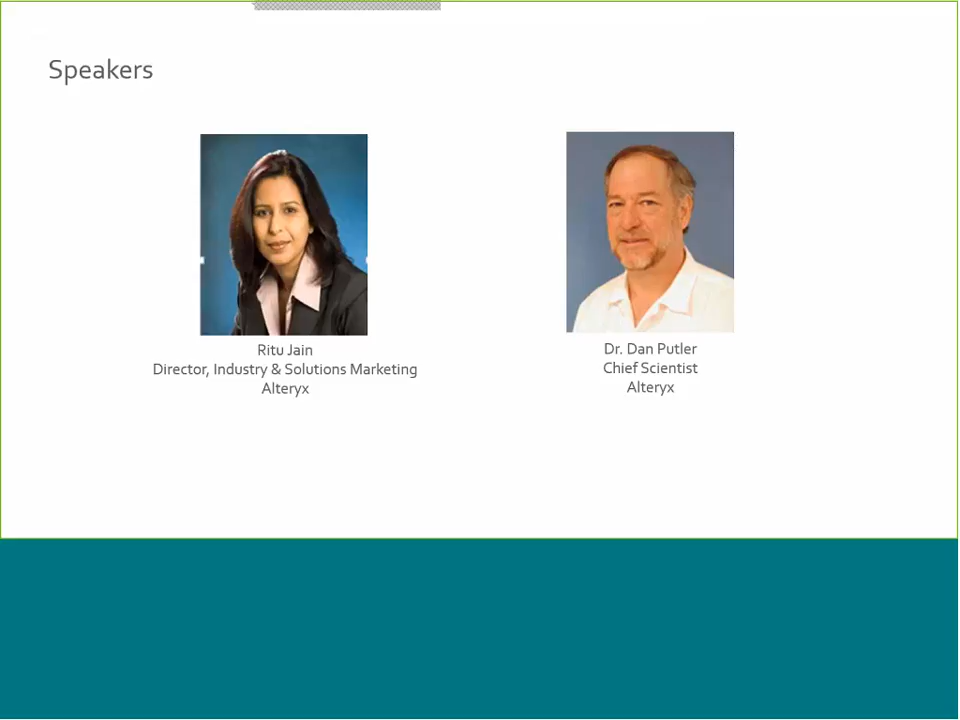 Speakers
Ritu Jain
Director, Industry & Solutions Marketing
Alteryx
Dr. Dan Putler
Chief Scientist
Alteryx